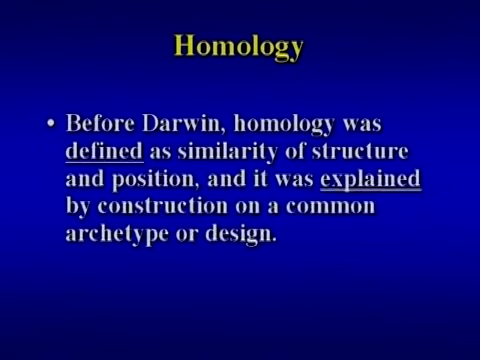 Homology
• Before Darwin, homology was
defined as similarity of structure
and position, and it was explained
by construction on a common
archetype or design.